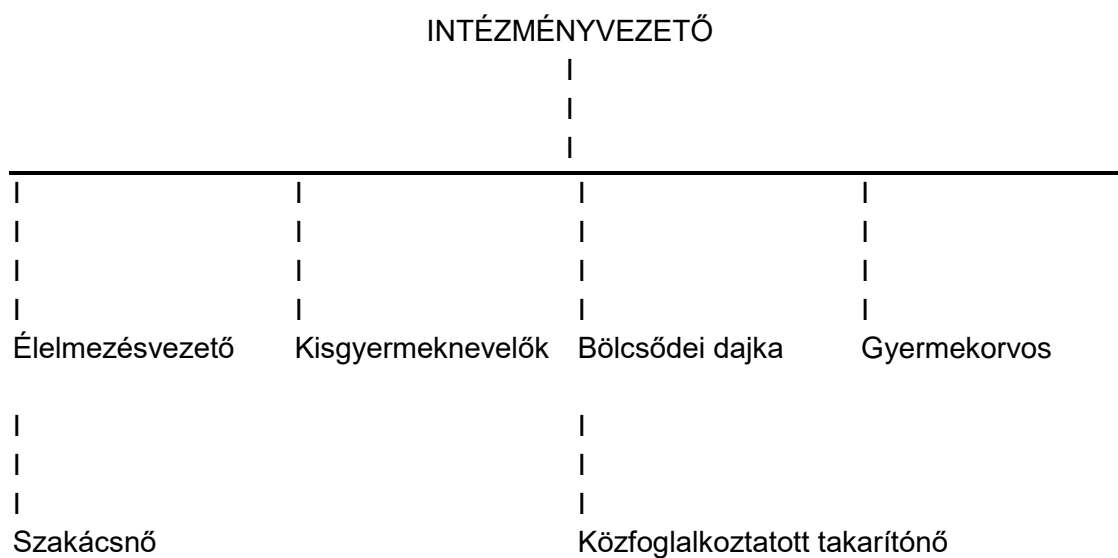 INTÉZMÉNYVEZETŐ
I
I
I
I I I I
I I I I
I I I I
I I I I
Élelmezésvezető Kisgyermeknevelők Bölcsődei dajka Gyermekorvos
I I
I I
I I
Szakácsnő Közfoglalkoztatott takarítónő